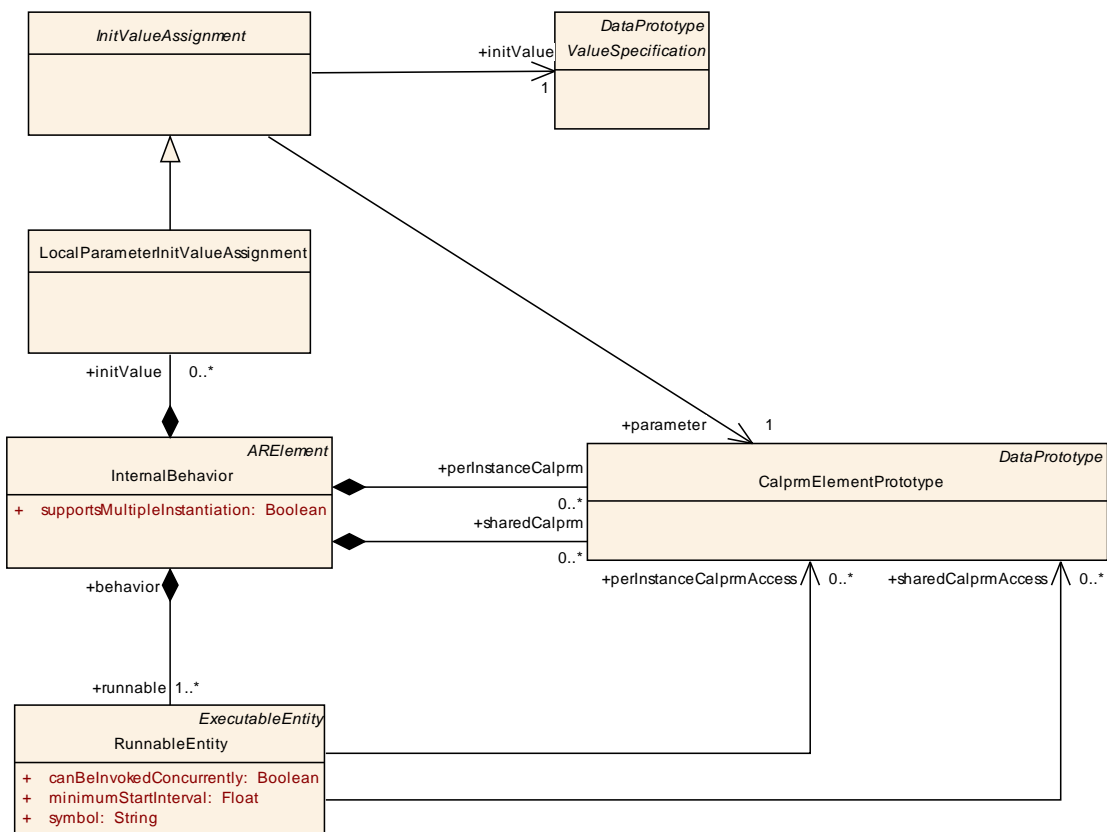 InitValueAssignment
DataPrototype
ValueSpecification
+initValue
1
LocalParameterInitValueAssignment
+initValue 0..*
+parameter 1
ARElement
InternalBehavior
+ supportsMultipleInstantiation: Boolean
+perInstanceCalprm
0..*
+sharedCalprm
0..*
DataPrototype
CalprmElementPrototype
+behavior
+perInstanceCalprmAccess 0..*
+sharedCalprmAccess 0..*
+runnable 1..*
ExecutableEntity
RunnableEntity
+ canBeInvokedConcurrently: Boolean
+ minimumStartInterval: Float
+ symbol: String